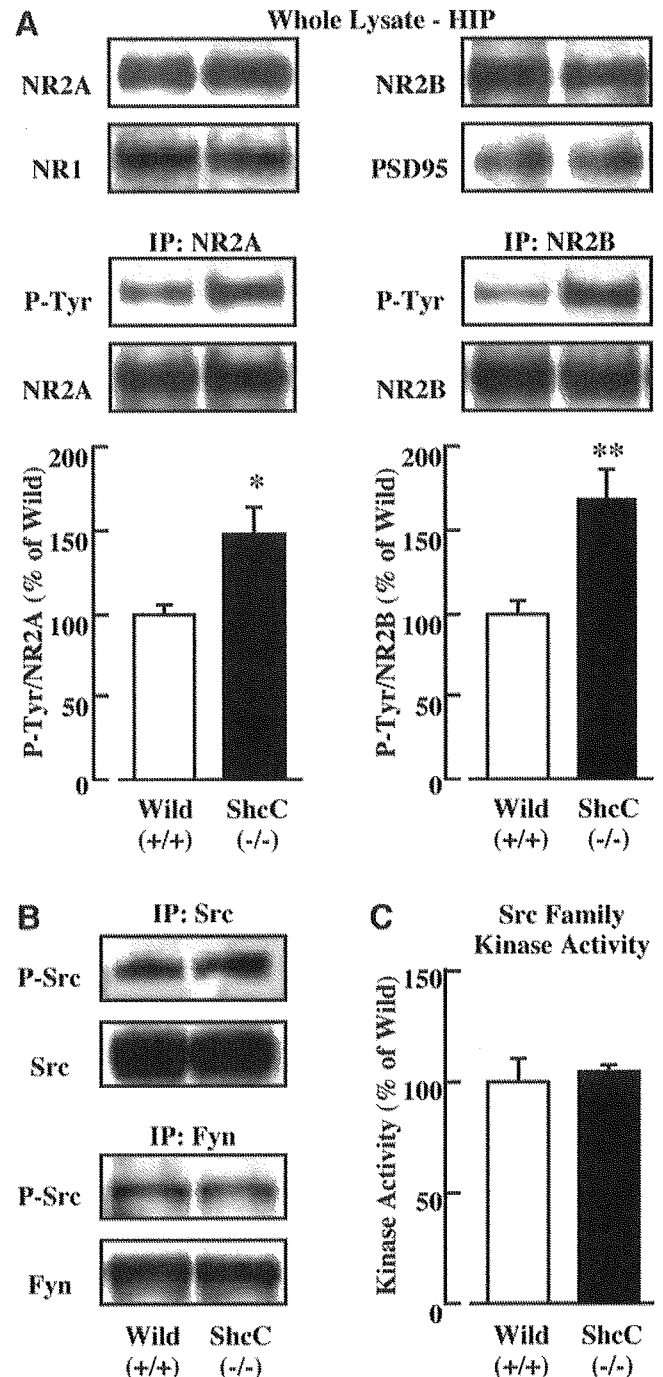 A
Whole Lysate - HIP
NR2A
NR2B
NR1
PSD95
IP: NR2A
IP: NR2B
P-Tyr
P-Tyr
NR2A
NR2B
P-Tyr/NR2A (% of Wild)
200
150
100
50
0
*
Wild
(+/+)
ShcC
(-/-)
P-Tyr/NR2B (% of Wild)
200
150
100
50
0
**
Wild
(+/+)
ShcC
(-/-)
B
IP: Src
P-Src
Src
IP: Fyn
P-Src
Fyn
Wild
(+/+)
ShcC
(-/-)
C
Src Family
Kinase Activity
Kinase Activity (% of Wild)
150
100
50
0
Wild
(+/+)
ShcC
(-/-)